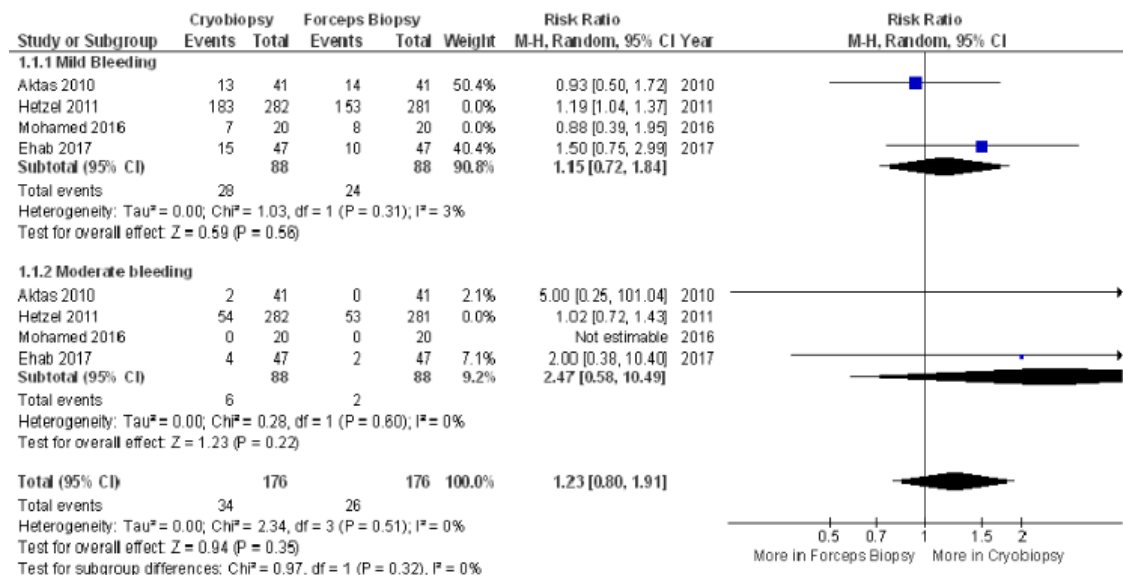 Cryobiopsy Forceps Biopsy Risk Ratio Risk Ratio
Study or Subgroup Events Total Events Total Weight M-H, Random, 95% CI Year M-H, Random, 95% CI
1.1.1 Mild Bleeding
Aktas 2010 13 41 14 41 50.4% 0.93 [0.50, 1.72] 2010
Hetzel 2011 183 282 153 281 0.0% 1.19 [1.04, 1.37] 2011
Mohamed 2016 7 20 8 20 0.0% 0.88 [0.39, 1.95] 2016
Ehab 2017 15 47 10 47 40.4% 1.50 [0.75, 2.99] 2017
Subtotal (95% CI) 88 88 90.8% 1.15 [0.72, 1.84]
Total events 28 24
Heterogeneity: Tau² = 0.00; Chi² = 1.03, df = 1 (P = 0.31); I² = 3%
Test for overall effect: Z = 0.59 (P = 0.56)
1.1.2 Moderate bleeding
Aktas 2010 2 41 0 41 2.1% 5.00 [0.25, 101.04] 2010
Hetzel 2011 54 282 53 281 0.0% 1.02 [0.72, 1.43] 2011
Mohamed 2016 0 20 0 20 Not estimable 2016
Ehab 2017 4 47 2 47 7.1% 2.00 [0.38, 10.40] 2017
Subtotal (95% CI) 88 88 9.2% 2.47 [0.58, 10.49]
Total events 6 2
Heterogeneity: Tau² = 0.00; Chi² = 0.28, df = 1 (P = 0.60); I² = 0%
Test for overall effect: Z = 1.23 (P = 0.22)
Total (95% CI) 176 176 100.0% 1.23 [0.80, 1.91]
Total events 34 26
Heterogeneity: Tau² = 0.00; Chi² = 2.34, df = 3 (P = 0.51); I² = 0%
Test for overall effect: Z = 0.94 (P = 0.35)
Test for subgroup differences: Chi² = 0.97, df = 1 (P = 0.32), I² = 0%
0.5 0.7 1 1.5 2
More in Forceps Biopsy More in Cryobiopsy